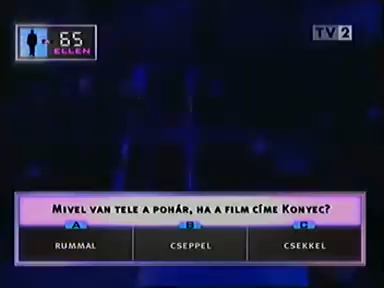 65
ELLEN
TV2
MIVEL VAN TELE A POHÁR, HA A FILM CÍME KONYEC?
A B C
RUMMAL CSEPPEL CSEKKEL